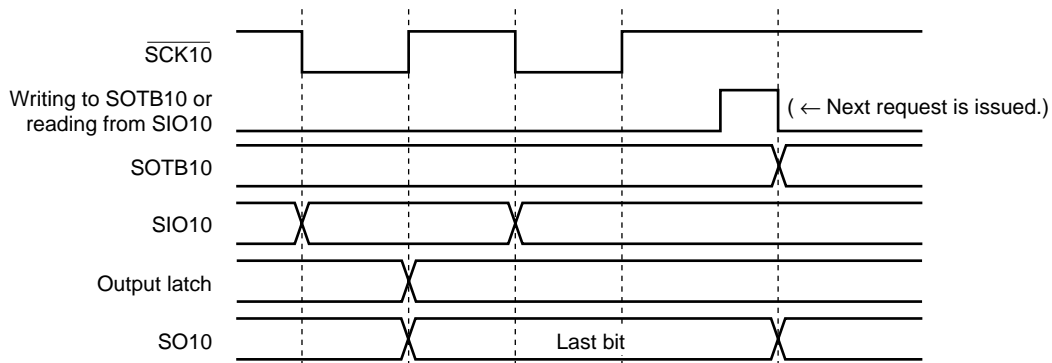 SCK10
Writing to SOTB10 or
reading from SIO10
( ← Next request is issued.)
SOTB10
SIO10
Output latch
SO10
Last bit